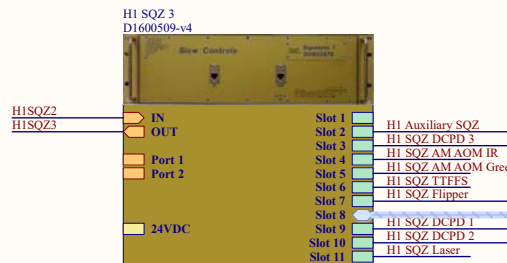 H1 SQZ 3
D1600509-v4
Slow Controls
H1SQZ2
H1SQZ3
IN
OUT
Port 1
Port 2
24VDC
Slot 1
Slot 2
Slot 3
Slot 4
Slot 5
Slot 6
Slot 7
Slot 8
Slot 9
Slot 10
Slot 11
H1 Auxiliary SQZ
H1 SQZ DCPD 3
H1 SQZ AM AOM IR
H1 SQZ AM AOM Gree
H1 SQZ TTFFS
H1 SQZ Flipper
H1 SQZ DCPD 1
H1 SQZ DCPD 2
H1 SQZ Laser